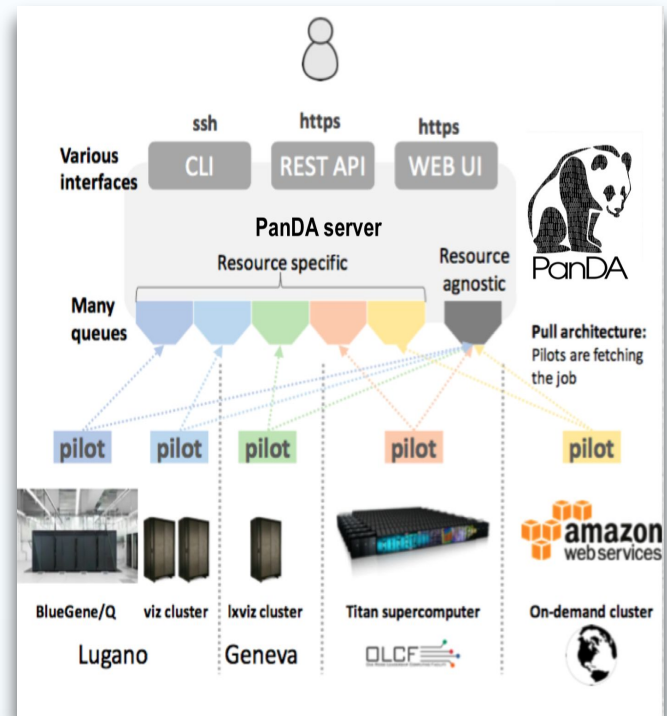 ssh
https
https
Various
interfaces
CLI
REST API
WEB UI
PanDA server
Resource specific
Resource
agnostic
PanDA
Many
queues
Pull architecture:
Pilots are fetching
the job
pilot
pilot
pilot
pilot
pilot
amazon
webservices
BlueGene/Q
viz cluster
lxviz cluster
Titan supercomputer
On-demand cluster
Lugano
Geneva
OLCF